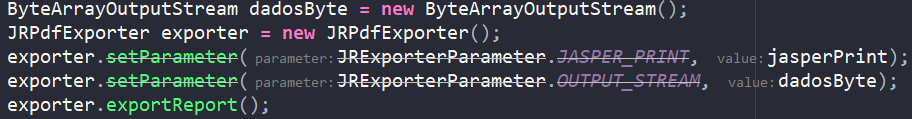 ByteArrayOutputStream dadosByte = new ByteArrayOutputStream();
JRPdfExporter exporter = new JRPdfExporter();
exporter.setParameter( parameter: JRExporterParameter.JASPER_PRINT, value: jasperPrint);
exporter.setParameter( parameter: JRExporterParameter.OUTPUT_STREAM, value: dadosByte);
exporter.exportReport();